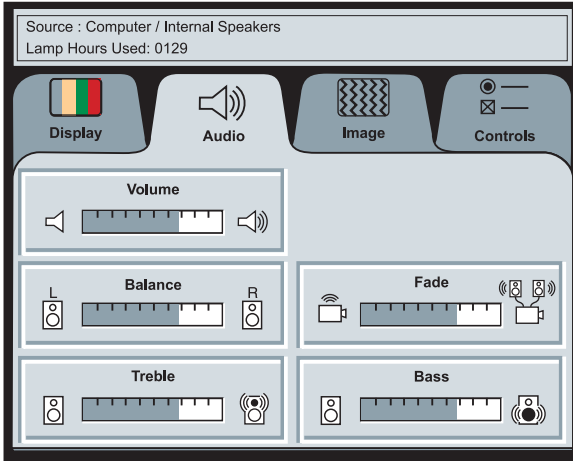 Source : Computer / Internal Speakers
Lamp Hours Used: 0129
Display
Audio
Image
Controls
Volume
L
Balance
R
Fade
Treble
Bass